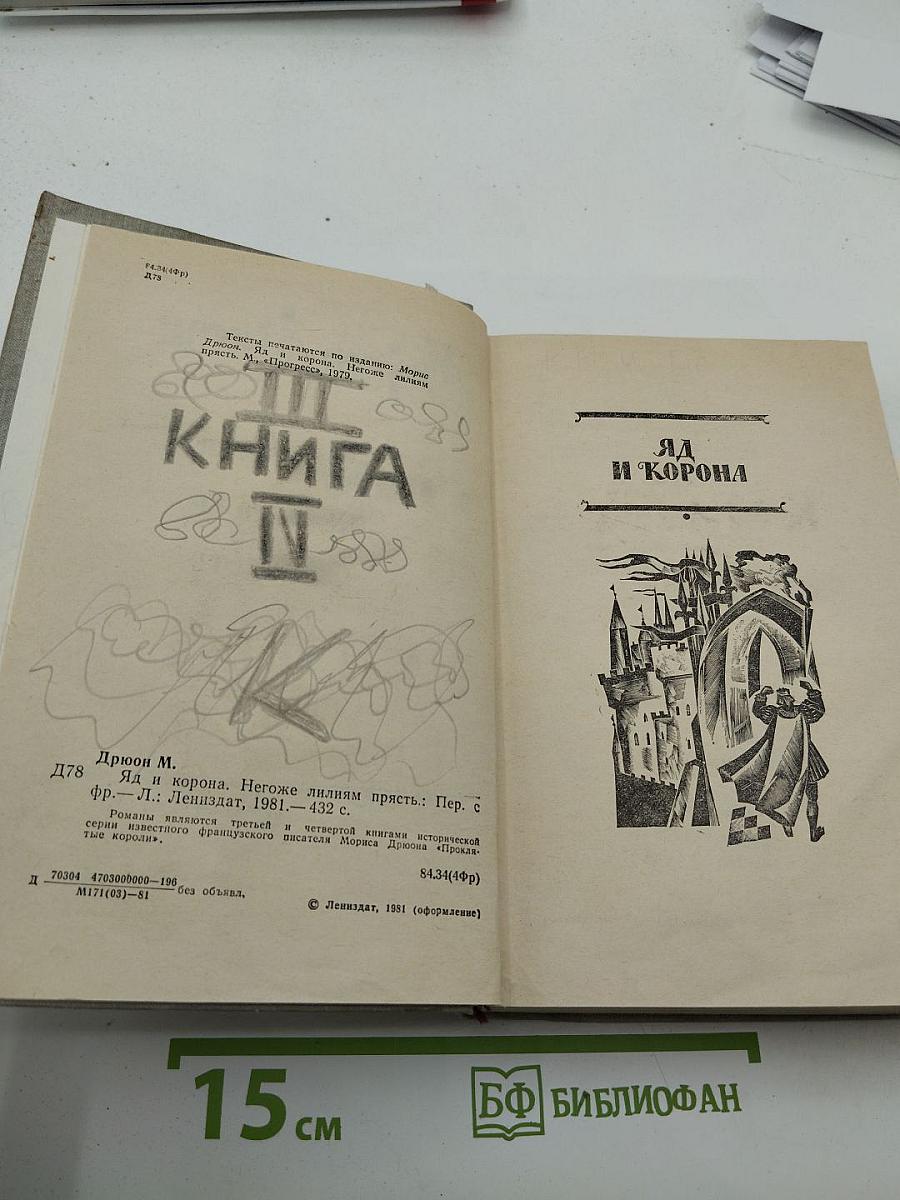 84.34(4Фр)
Д78
Тексты печатаются по изданию: Морис
Дрюон. Яд и корона. Негоже лилиям
прясть. М., «Прогресс», 1979.
III
КНИГА
IV
К
Дрюон М.
Д78 Яд и корона. Негоже лилиям прясть.: Пер. с
фр.— Л.: Лениздат, 1981.— 432 с.
Романы являются третьей и четвертой книгами исторической
серии известного французского писателя Мориса Дрюона «Прокля-
тые короли».
Д 70304 4703000000—196 без объявл.
М171(03)—81
84.34(4Фр)
© Лениздат, 1981 (оформление)
ЯД
И КОРОНА
15 см
БФ БИБЛИОФАН